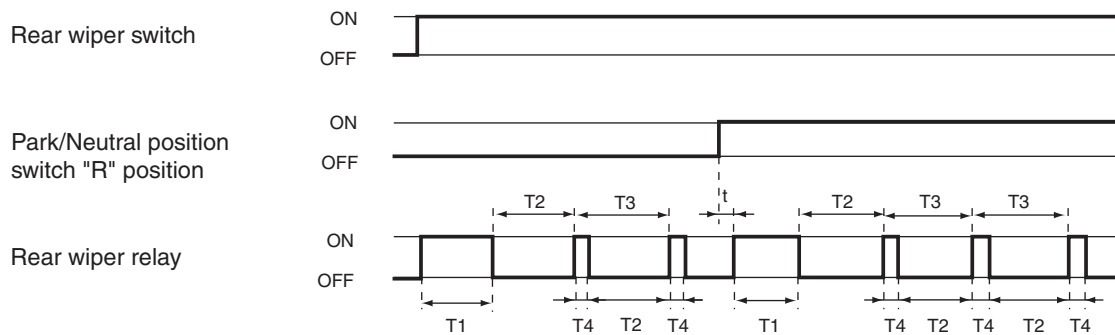 Rear wiper switch
ON
OFF
Park/Neutral position
switch "R" position
ON
OFF
T2 T3 t T2 T3 T3
Rear wiper relay
ON
OFF
T1 T4 T2 T4 T1 T4 T2 T4 T2 T4